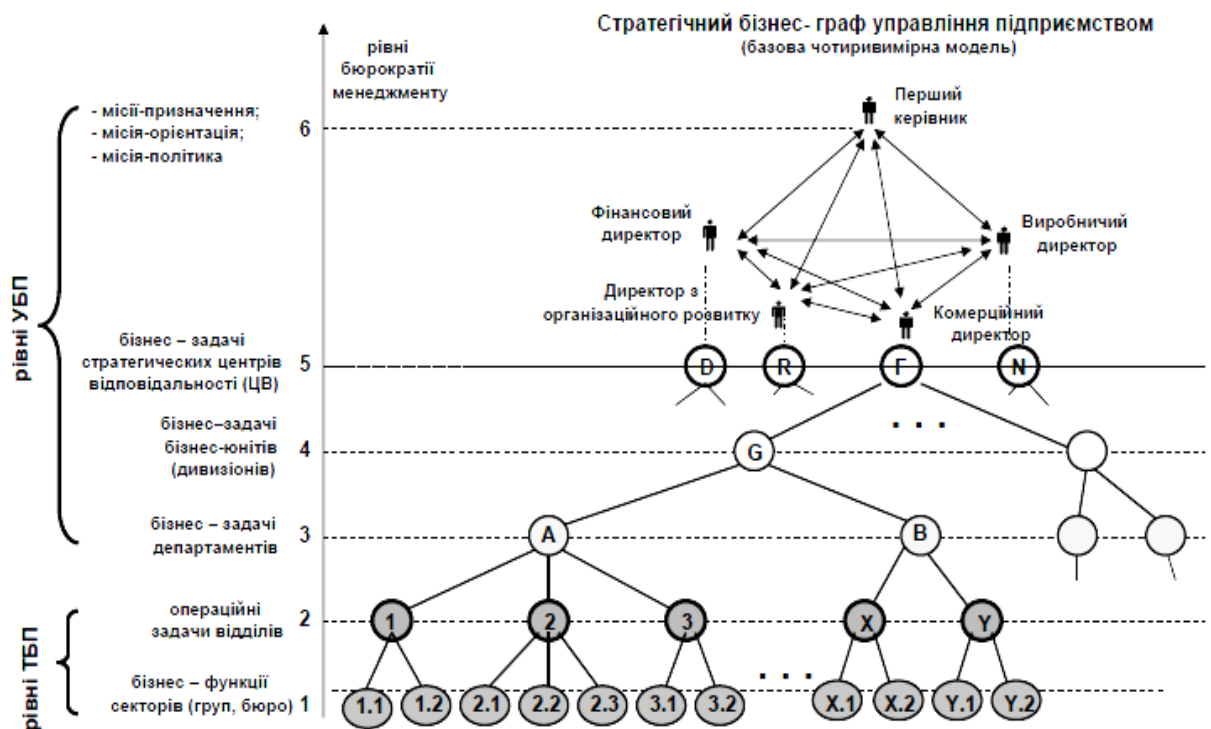 Стратегічний бізнес- граф управління підприємством
(базова чотиривимірна модель)
рівні
бюрократії
менеджменту
- місії-призначення;
- місія-орієнтація;
- місія-політика
6
Перший
керівник
Фінансовий
директор
Виробничий
директор
Директор з
організаційного розвитку
Комерційний
директор
рівні УБП
бізнес – задачі
стратегических центрів
відповідальності (ЦВ)
5
D
R
F
N
бізнес–задачі
бізнес-юнітів
(дивизіонів)
4
G
. . .
бізнес – задачі
департаментів
3
A
B
рівні ТБП
операційні
задачи відділів
2
1
2
3
X
Y
бізнес – функції
секторів (груп, бюро)
1
1.1
1.2
2.1
2.2
2.3
3.1
3.2
. . .
X.1
X.2
Y.1
Y.2